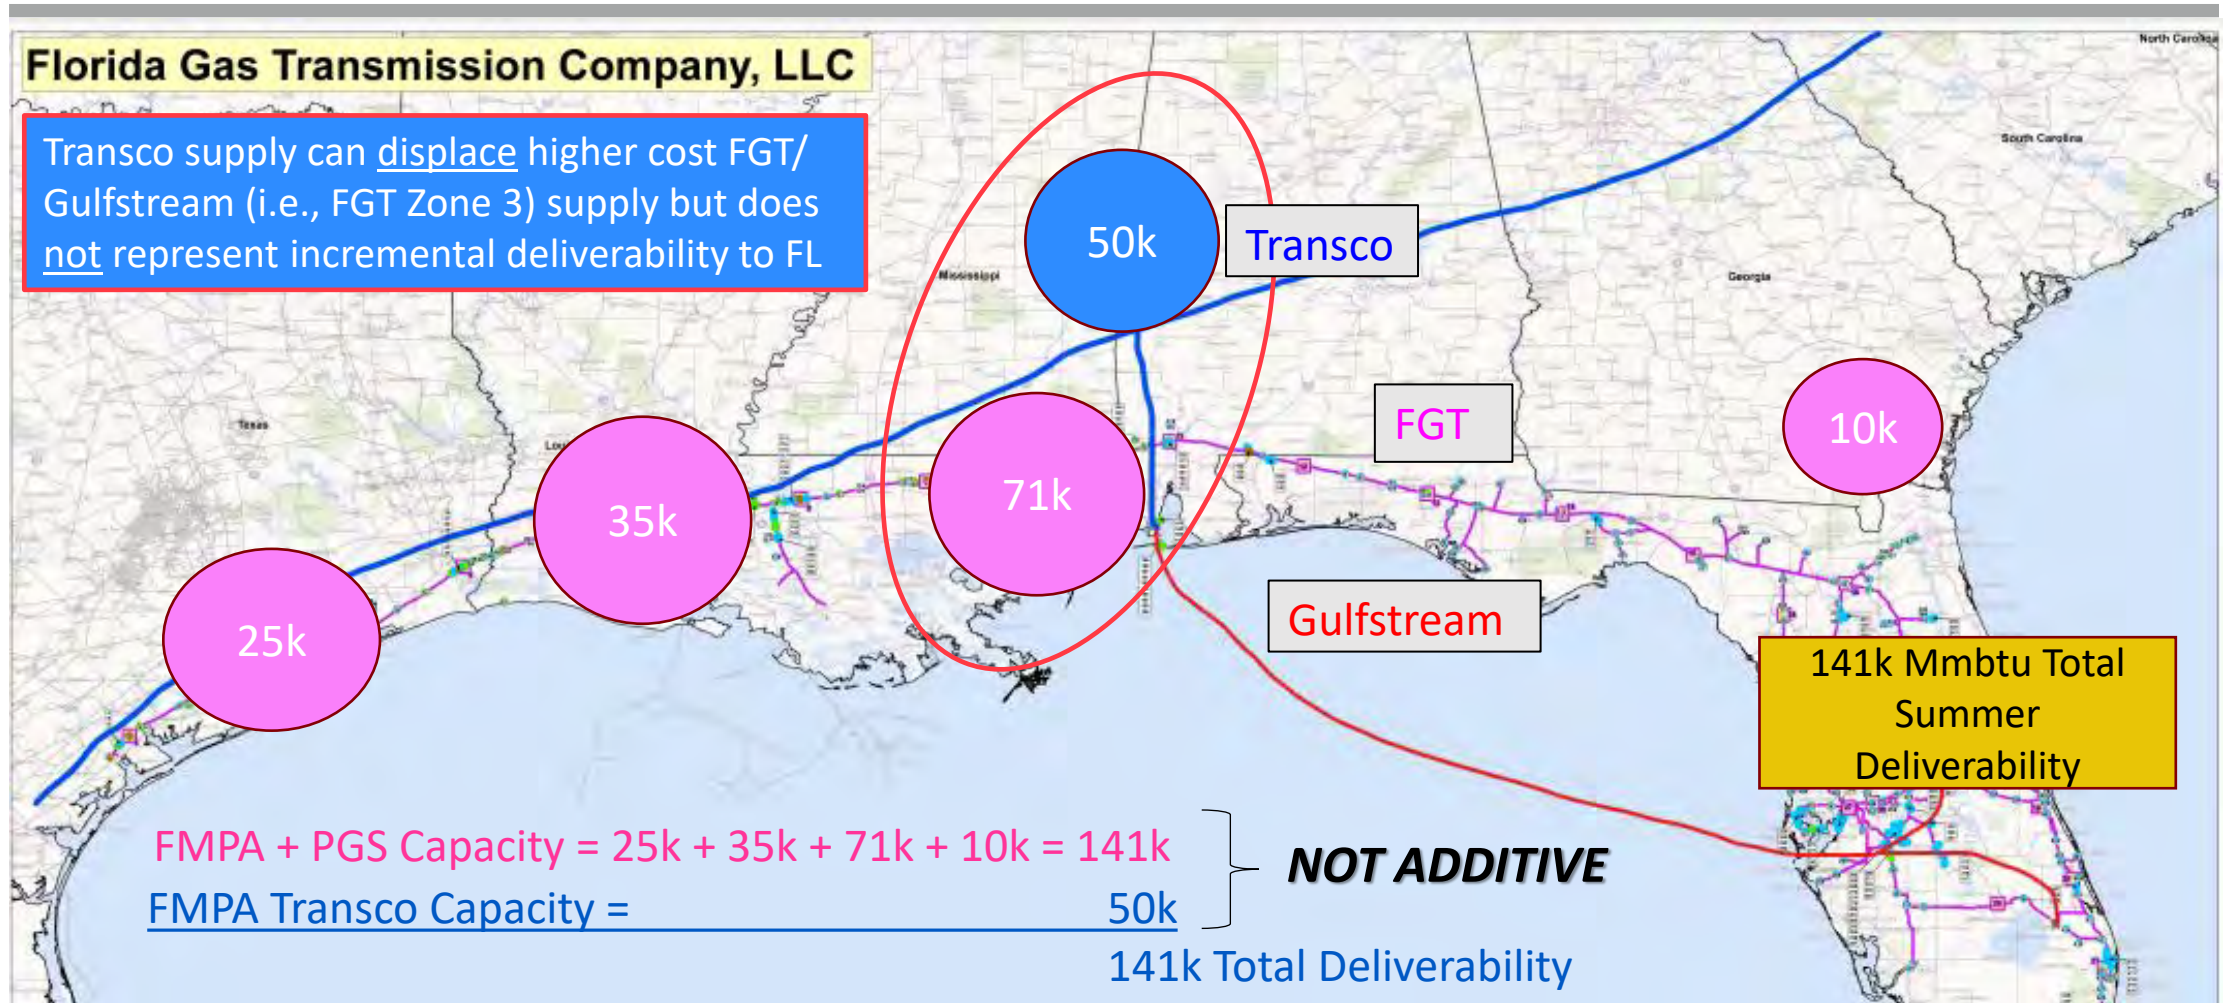 Florida Gas Transmission Company, LLC
North Carolina
Transco supply can displace higher cost FGT/
Gulfstream (i.e., FGT Zone 3) supply but does
not represent incremental deliverability to FL
South Carolina
50k
Transco
Mississippi
Georgia
Texas
FGT
10k
71k
35k
25k
Gulfstream
141k Mmbtu Total
Summer
Deliverability
FMPA + PGS Capacity = 25k + 35k + 71k + 10k = 141k
NOT ADDITIVE
FMPA Transco Capacity = 50k
141k Total Deliverability